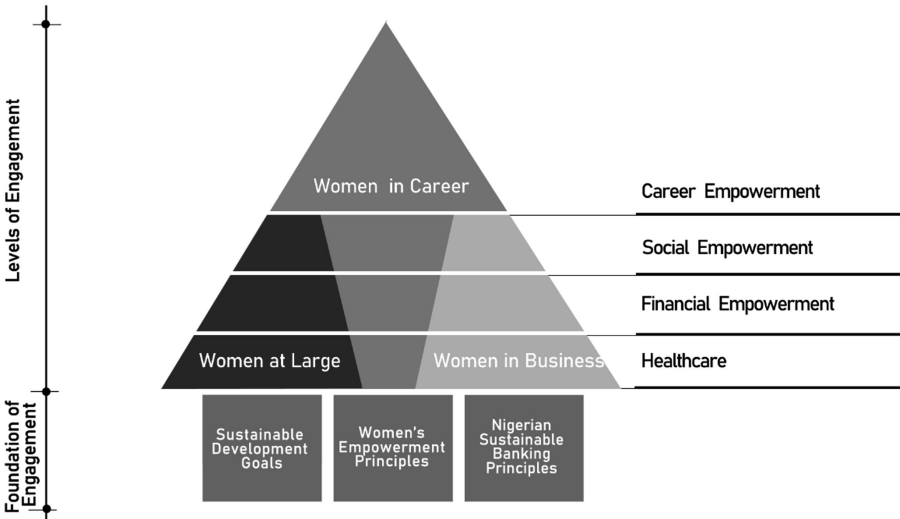 Levels of Engagement
Women in Career
Career Empowerment
Social Empowerment
Financial Empowerment
Women at Large
Women in Business
Healthcare
Foundation of
Engagement
Sustainable
Development
Goals
Women's
Empowerment
Principles
Nigerian
Sustainable
Banking
Principles